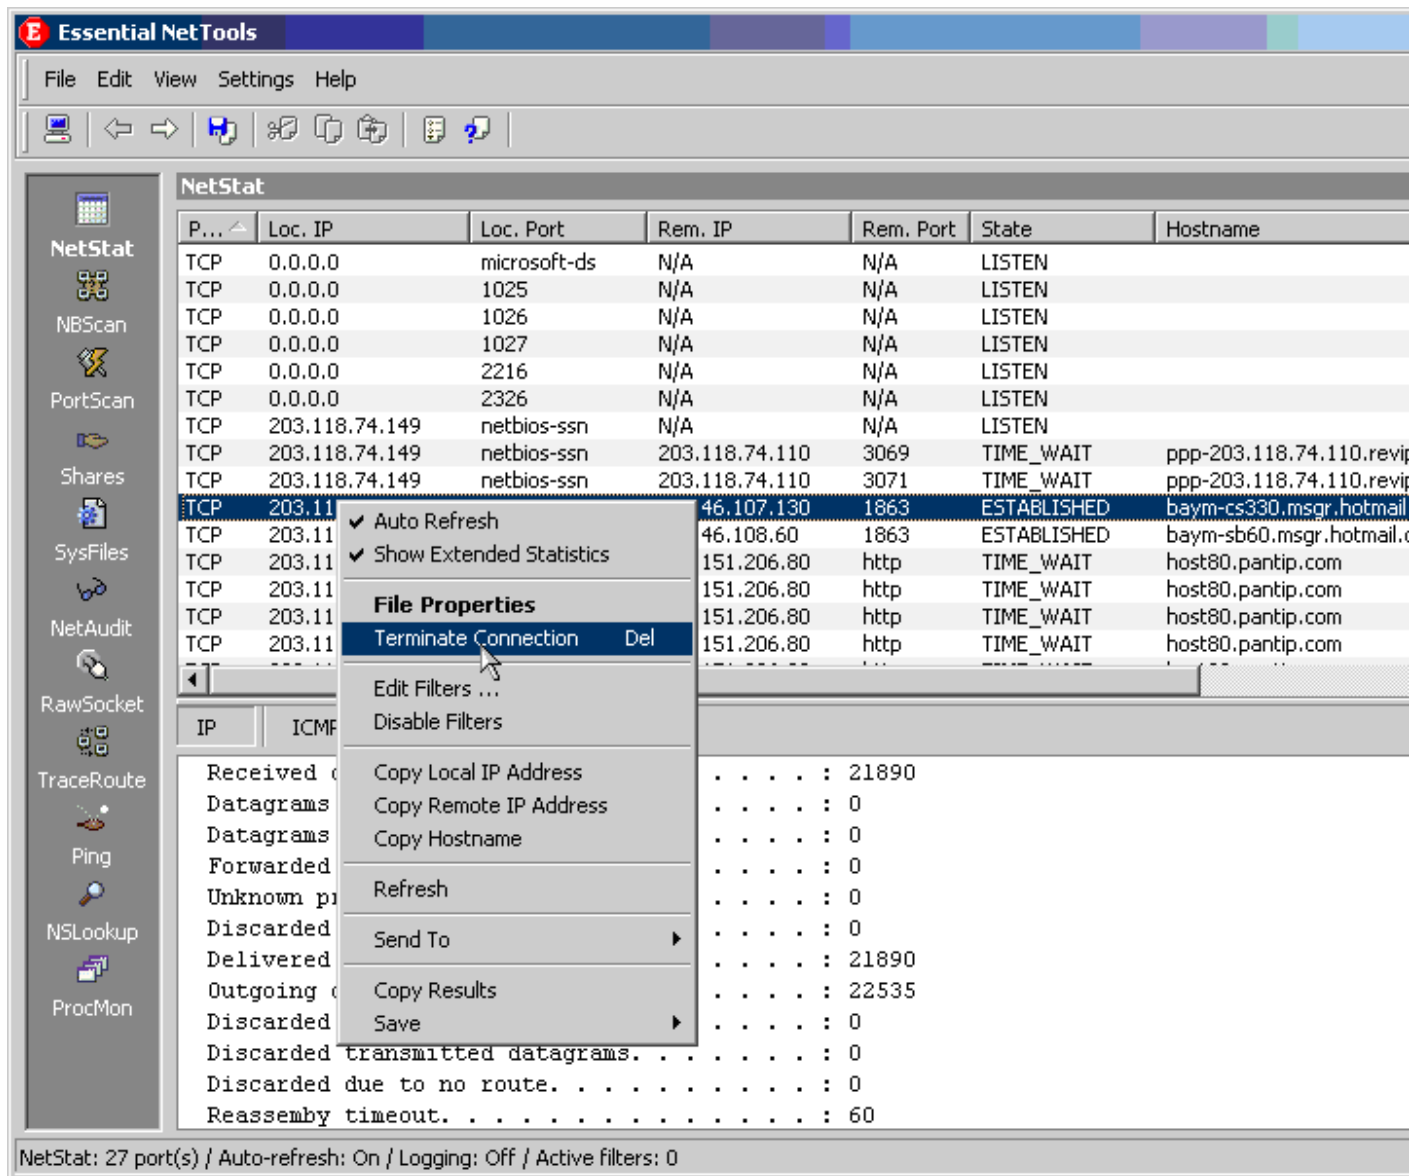 Essential NetTools
File Edit View Settings Help
NetStat
P... Loc. IP Loc. Port Rem. IP Rem. Port State Hostname
TCP 0.0.0.0 microsoft-ds N/A N/A LISTEN
TCP 0.0.0.0 1025 N/A N/A LISTEN
TCP 0.0.0.0 1026 N/A N/A LISTEN
TCP 0.0.0.0 1027 N/A N/A LISTEN
TCP 0.0.0.0 2216 N/A N/A LISTEN
TCP 0.0.0.0 2326 N/A N/A LISTEN
TCP 203.118.74.149 netbios-ssn N/A N/A LISTEN
TCP 203.118.74.149 netbios-ssn 203.118.74.110 3069 TIME_WAIT ppp-203.118.74.110.revip
TCP 203.118.74.149 netbios-ssn 203.118.74.110 3071 TIME_WAIT ppp-203.118.74.110.revip
TCP 203.11 46.107.130 1863 ESTABLISHED baym-cs330.msgr.hotmail
TCP 203.11 46.108.60 1863 ESTABLISHED baym-sb60.msgr.hotmail.c
TCP 203.11 151.206.80 http TIME_WAIT host80.pantip.com
TCP 203.11 151.206.80 http TIME_WAIT host80.pantip.com
TCP 203.11 151.206.80 http TIME_WAIT host80.pantip.com
TCP 203.11 151.206.80 http TIME_WAIT host80.pantip.com
NetStat
NBScan
PortScan
Shares
SysFiles
NetAudit
RawSocket
TraceRoute
Ping
NSLookup
ProcMon
Auto Refresh
Show Extended Statistics
File Properties
Terminate Connection Del
Edit Filters ...
Disable Filters
Copy Local IP Address
Copy Remote IP Address
Copy Hostname
Refresh
Send To
Copy Results
Save
IP ICMP
Received . . . . : 21890
Datagrams . . . . : 0
Datagrams . . . . : 0
Forwarded . . . . : 0
Unknown . . . . : 0
Discarded . . . . : 0
Delivered . . . . : 21890
Outgoing . . . . : 22535
Discarded . . . . : 0
Discarded transmitted datagrams. . . . . . . : 0
Discarded due to no route. . . . . . . . . . : 0
Reassemby timeout. . . . . . . . . . . . . . : 60
NetStat: 27 port(s) / Auto-refresh: On / Logging: Off / Active filters: 0